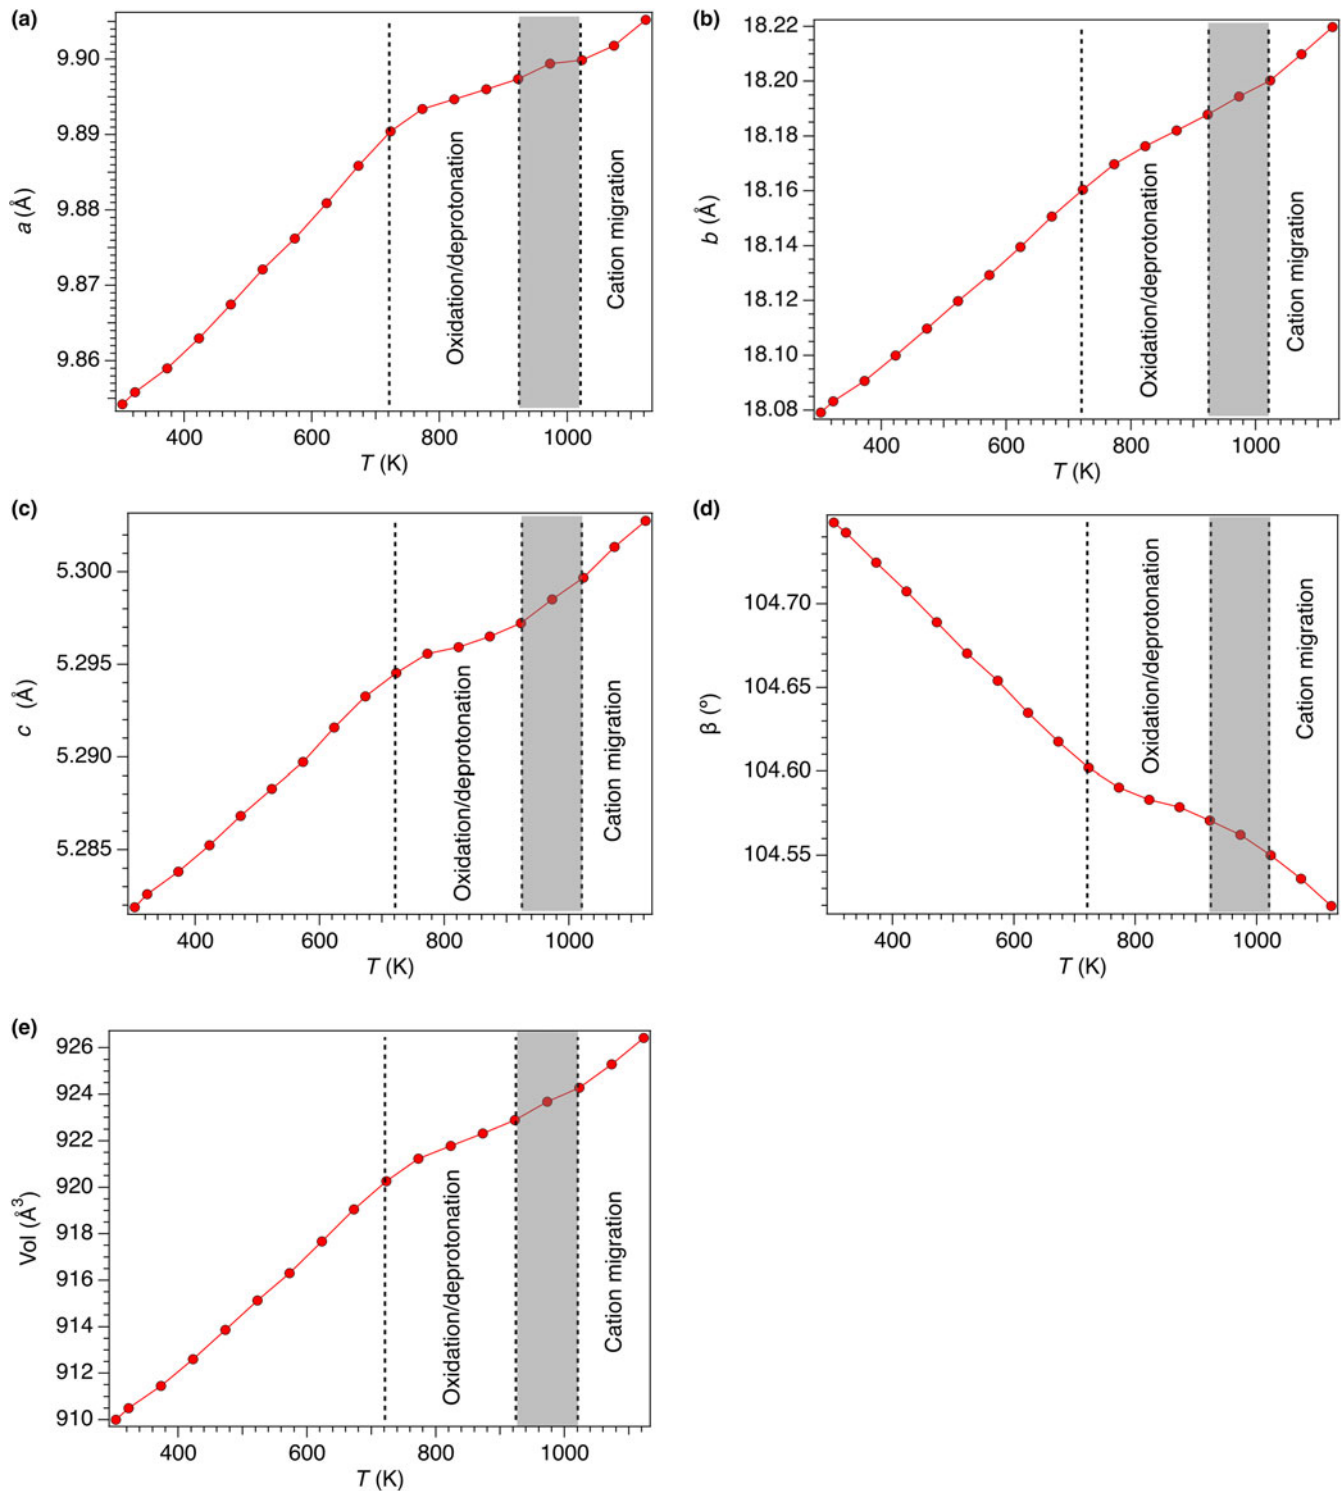 (a)
9.90
9.89
9.88
9.87
9.86
a (Å)
Oxidation/deprotonation
Cation migration
400 600 800 1000
T (K)
(b)
18.22
18.20
18.18
18.16
18.14
18.12
18.10
18.08
b (Å)
Oxidation/deprotonation
Cation migration
400 600 800 1000
T (K)
(c)
5.300
5.295
5.290
5.285
c (Å)
Oxidation/deprotonation
Cation migration
400 600 800 1000
T (K)
(d)
104.70
104.65
104.60
104.55
β (º)
Oxidation/deprotonation
Cation migration
400 600 800 1000
T (K)
(e)
926
924
922
920
918
916
914
912
910
Vol (Å³)
Oxidation/deprotonation
Cation migration
400 600 800 1000
T (K)